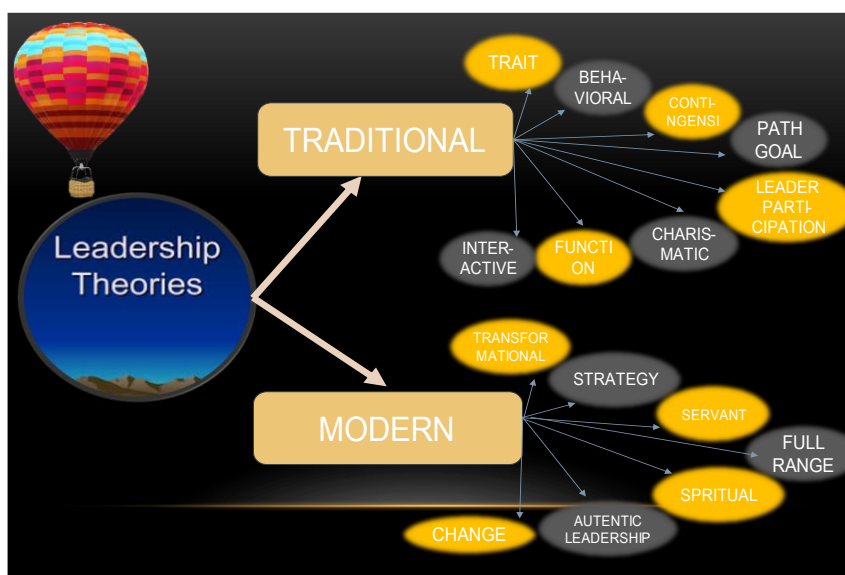 Leadership
Theories
TRADITIONAL
TRAIT
BEHA-
VIORAL
CONTI-
NGENSI
PATH
GOAL
LEADER
PARTI-
CIPATION
CHARIS-
MATIC
FUNCTI
ON
INTER-
ACTIVE
MODERN
TRANSFOR
MATIONAL
STRATEGY
SERVANT
FULL
RANGE
SPRITUAL
AUTENTIC
LEADERSHIP
CHANGE